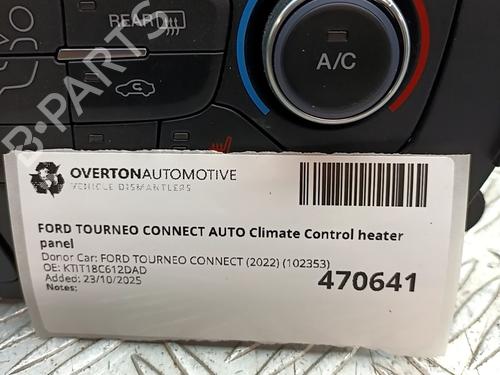 REAR
A/C
B-PARTS
OVERTONAUTOMOTIVE
VEHICLE DISMANTLERS
FORD TOURNEO CONNECT AUTO Climate Control heater
panel
Donor Car: FORD TOURNEO CONNECT (2022) (102353)
OE: KT1T18C612DAD
Added: 23/10/2025
Notes:
470641